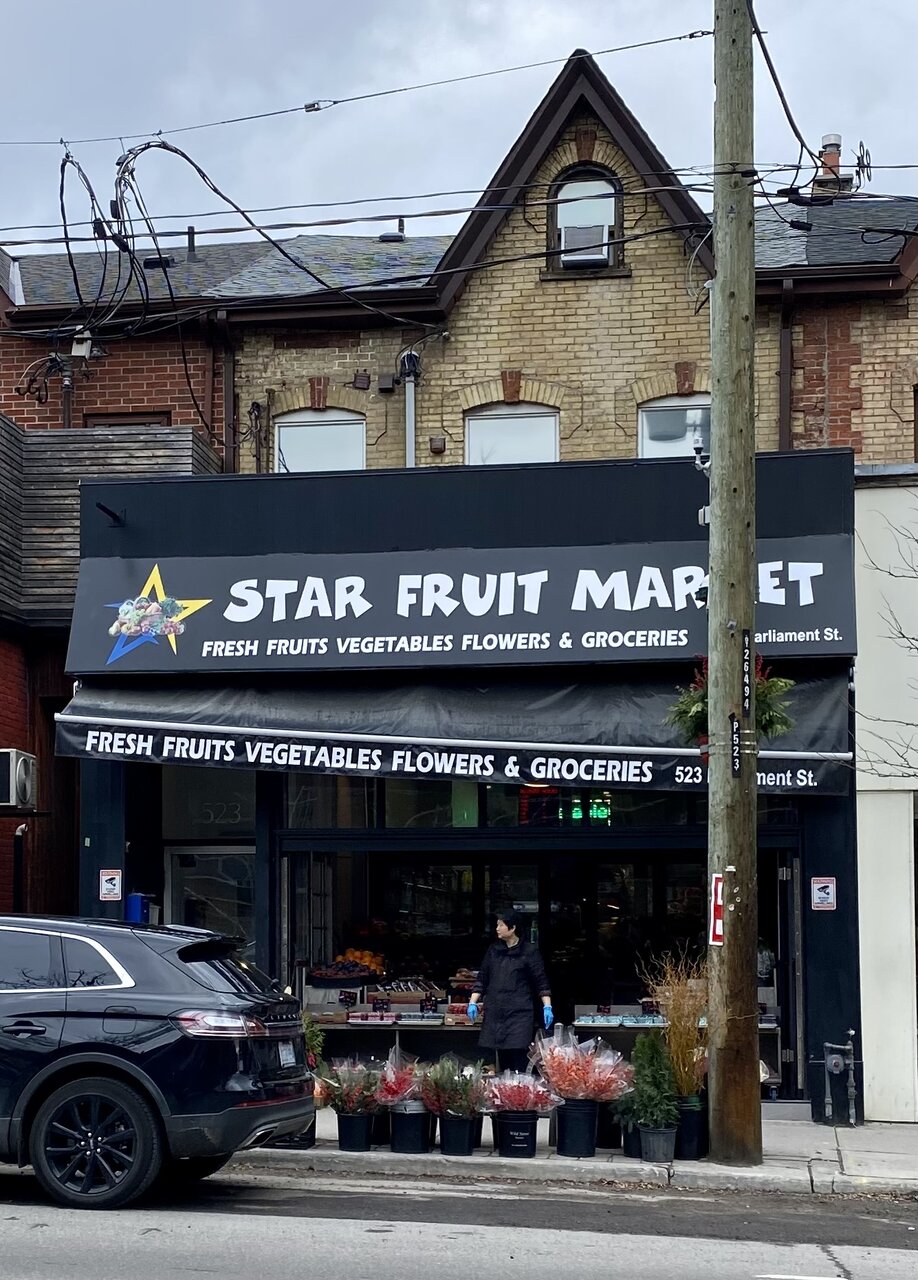 STAR FRUIT MARKET
FRESH FRUITS VEGETABLES FLOWERS & GROCERIES arliament St.
126494
P523
FRESH FRUITS VEGETABLES FLOWERS & GROCERIES 523 ment St.
523